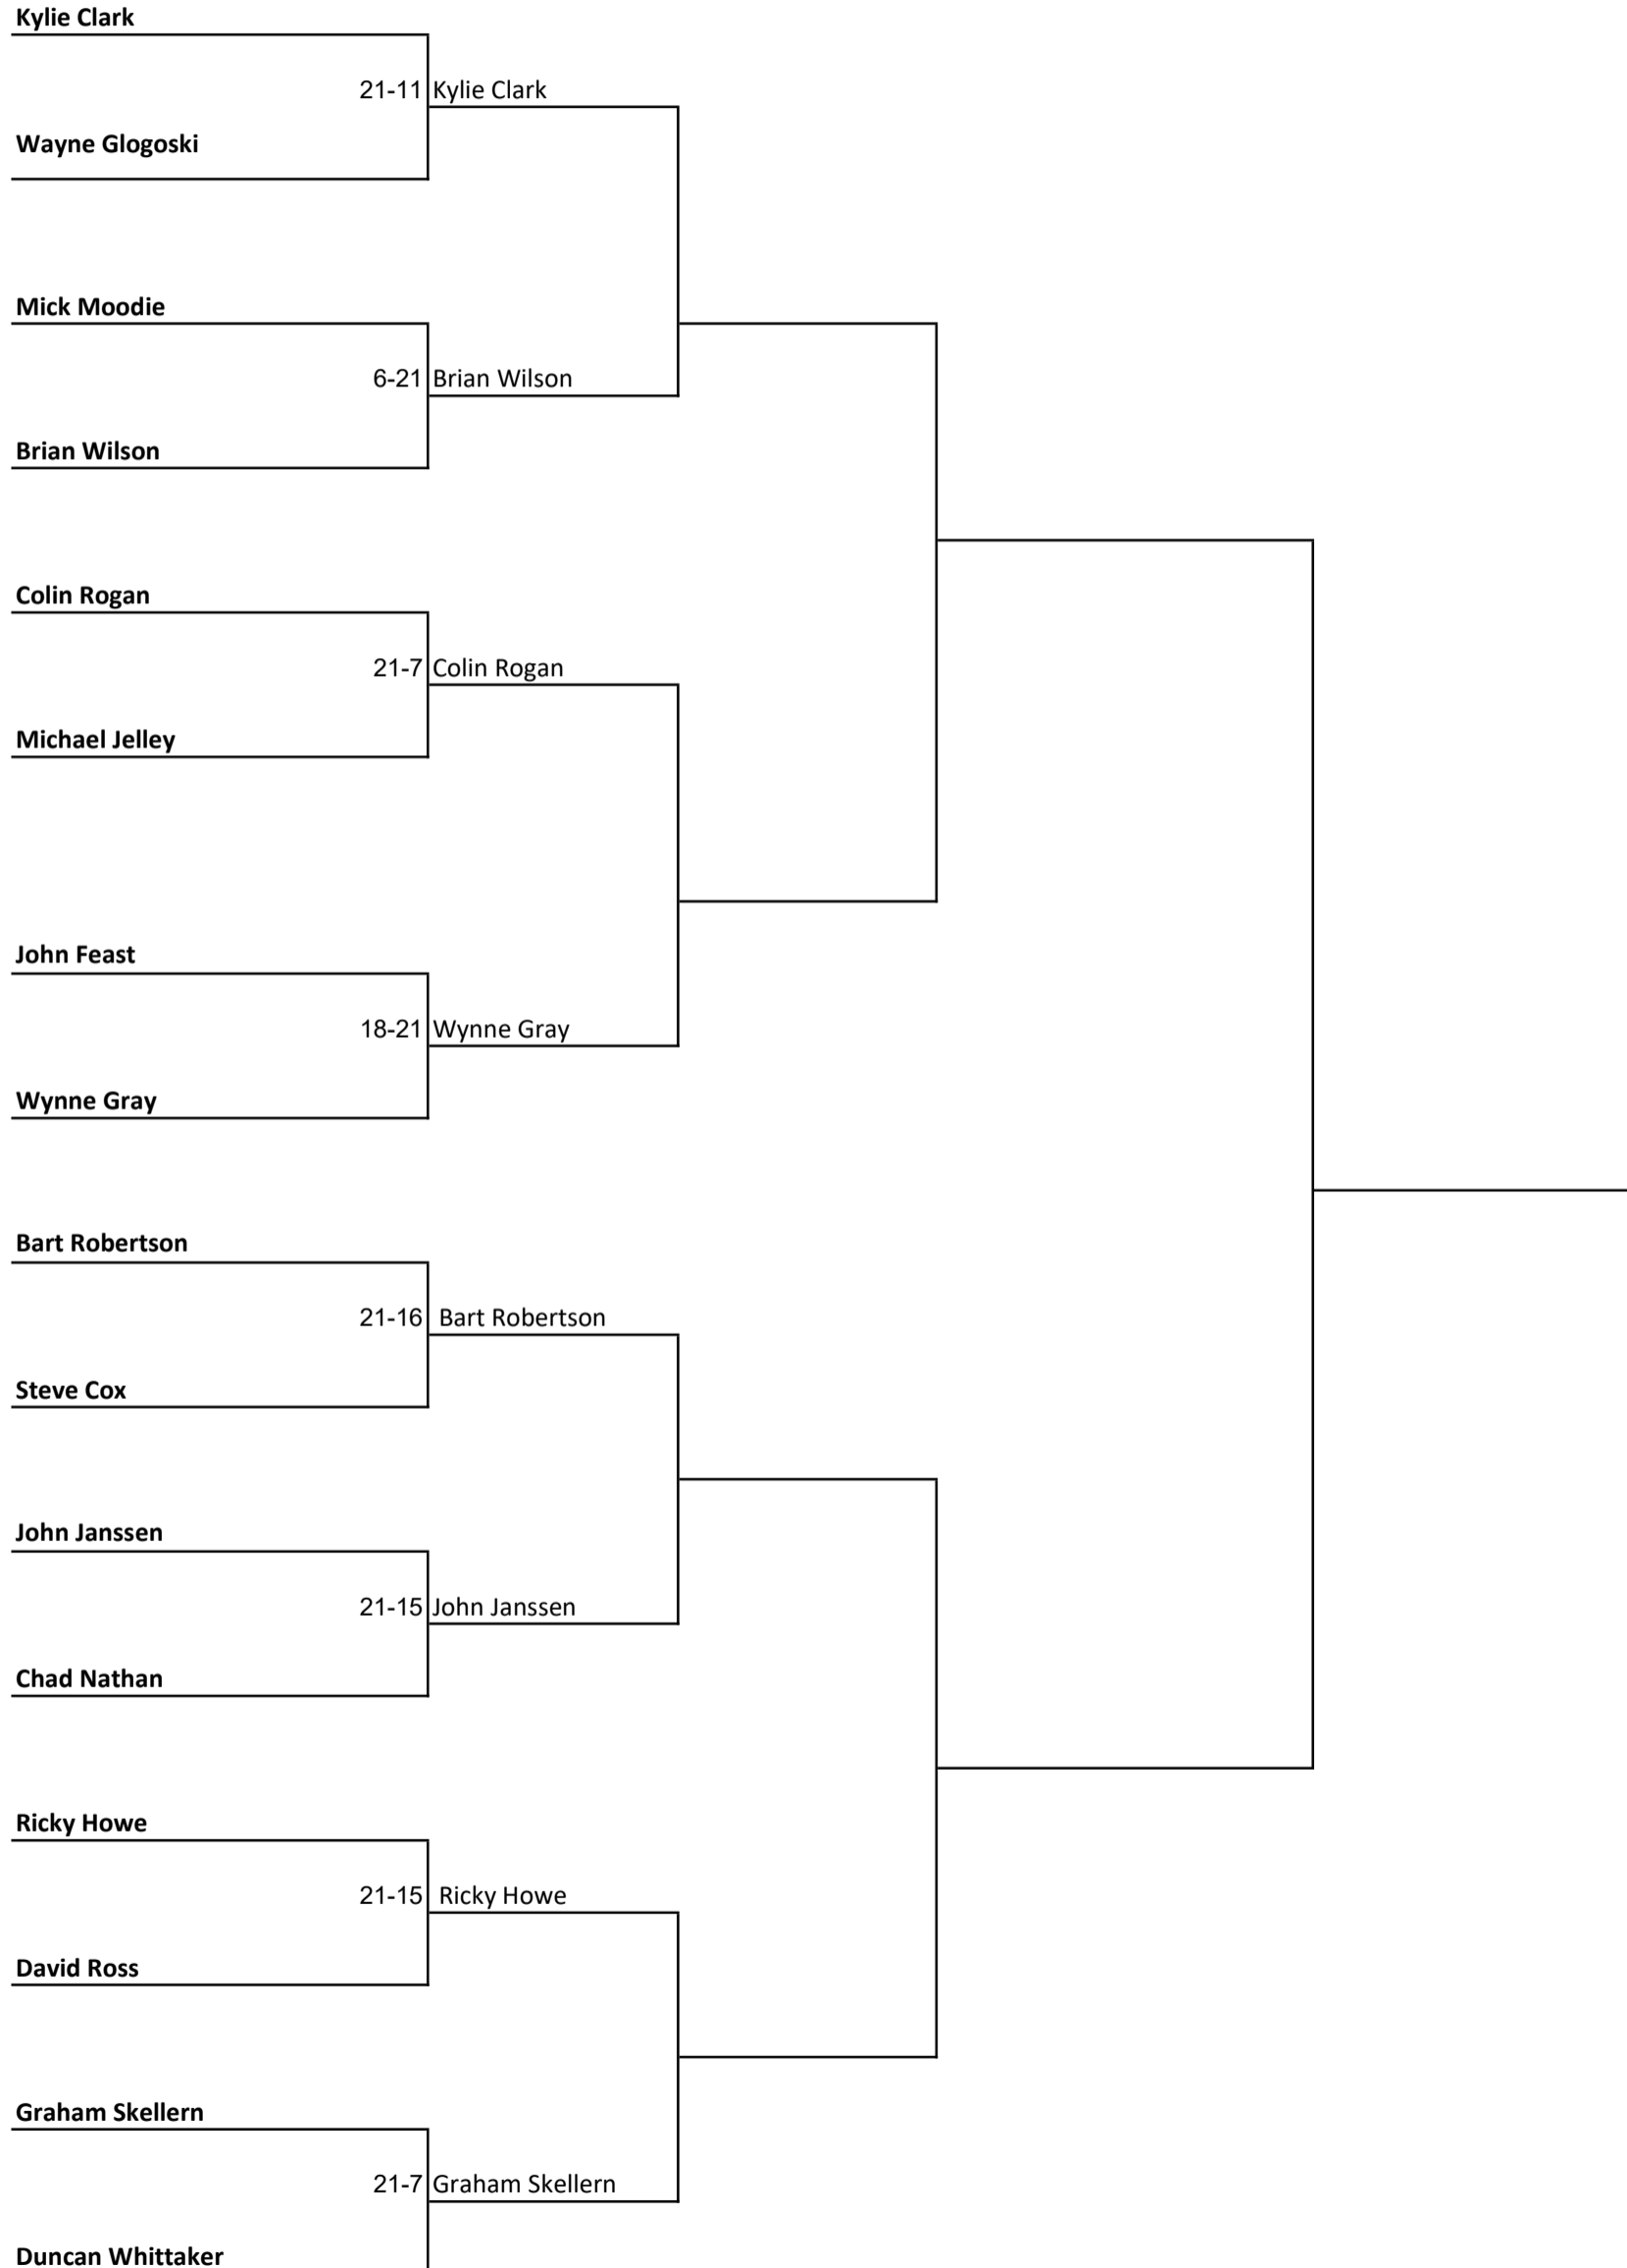 Kylie Clark
21-11 Kylie Clark
Wayne Glogoski
Mick Moodie
6-21 Brian Wilson
Brian Wilson
Colin Rogan
21-7 Colin Rogan
Michael Jelley
John Feast
18-21 Wynne Gray
Wynne Gray
Bart Robertson
21-16 Bart Robertson
Steve Cox
John Janssen
21-15 John Janssen
Chad Nathan
Ricky Howe
21-15 Ricky Howe
David Ross
Graham Skellern
21-7 Graham Skellern
Duncan Whittaker